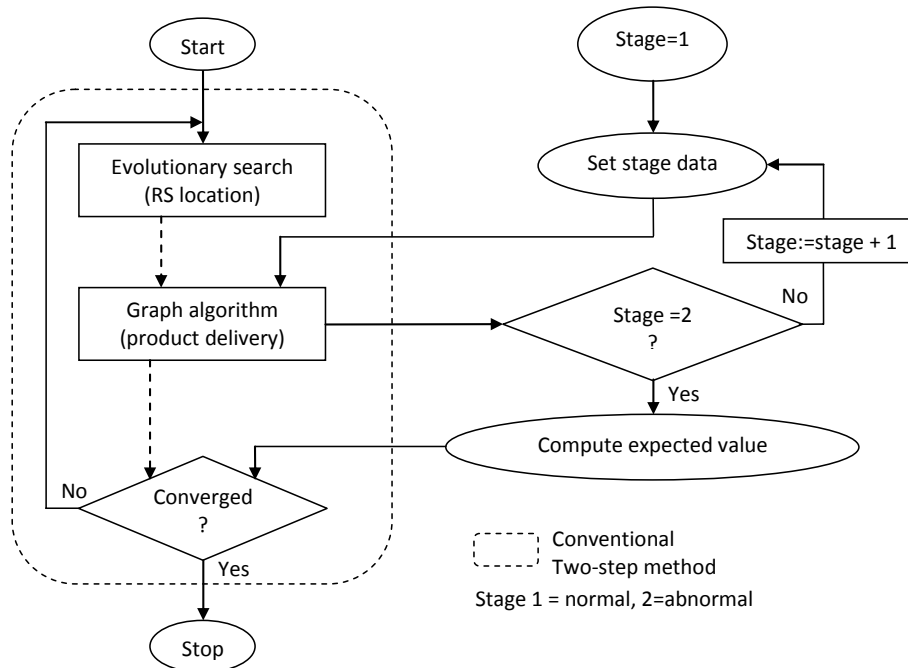 Start
Stage=1
Evolutionary search
(RS location)
Set stage data
Stage:=stage + 1
Graph algorithm
(product delivery)
Stage =2
?
No
Yes
Compute expected value
Converged
?
No
Yes
Stop
Conventional
Two-step method
Stage 1 = normal, 2=abnormal